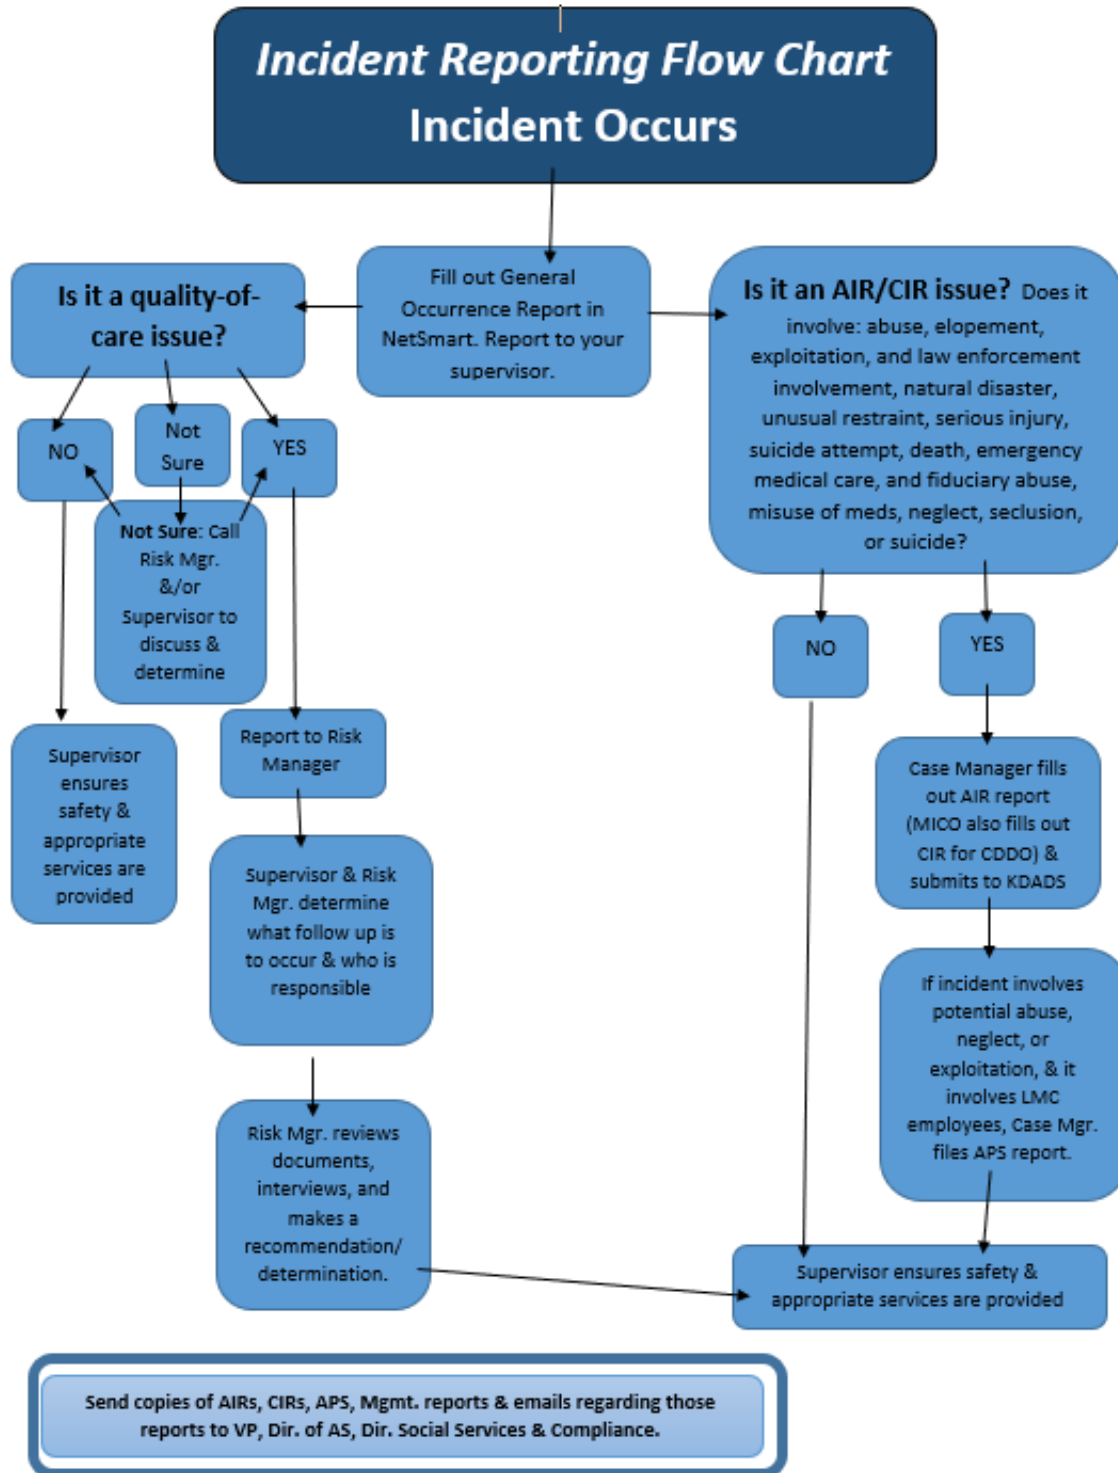 Incident Reporting Flow Chart
Incident Occurs
Is it a quality-of-
care issue?
Fill out General
Occurrence Report in
NetSmart. Report to your
supervisor.
Is it an AIR/CIR issue? Does it
involve: abuse, elopement,
exploitation, and law enforcement
involvement, natural disaster,
unusual restraint, serious injury,
suicide attempt, death, emergency
medical care, and fiduciary abuse,
misuse of meds, neglect, seclusion,
or suicide?
NO
Not
Sure
YES
Not Sure: Call
Risk Mgr.
&/or
Supervisor to
discuss &
determine
NO
YES
Supervisor
ensures
safety &
appropriate
services are
provided
Report to Risk
Manager
Case Manager fills
out AIR report
(MICO also fills out
CIR for CDDO) &
submits to KDADS
Supervisor & Risk
Mgr. determine
what follow up is
to occur & who is
responsible
If incident involves
potential abuse,
neglect, or
exploitation, & it
involves LMC
employees, Case Mgr.
files APS report.
Risk Mgr. reviews
documents,
interviews, and
makes a
recommendation/
determination.
Supervisor ensures safety &
appropriate services are provided
Send copies of AIRs, CIRs, APS, Mgmt. reports & emails regarding those
reports to VP, Dir. of AS, Dir. Social Services & Compliance.